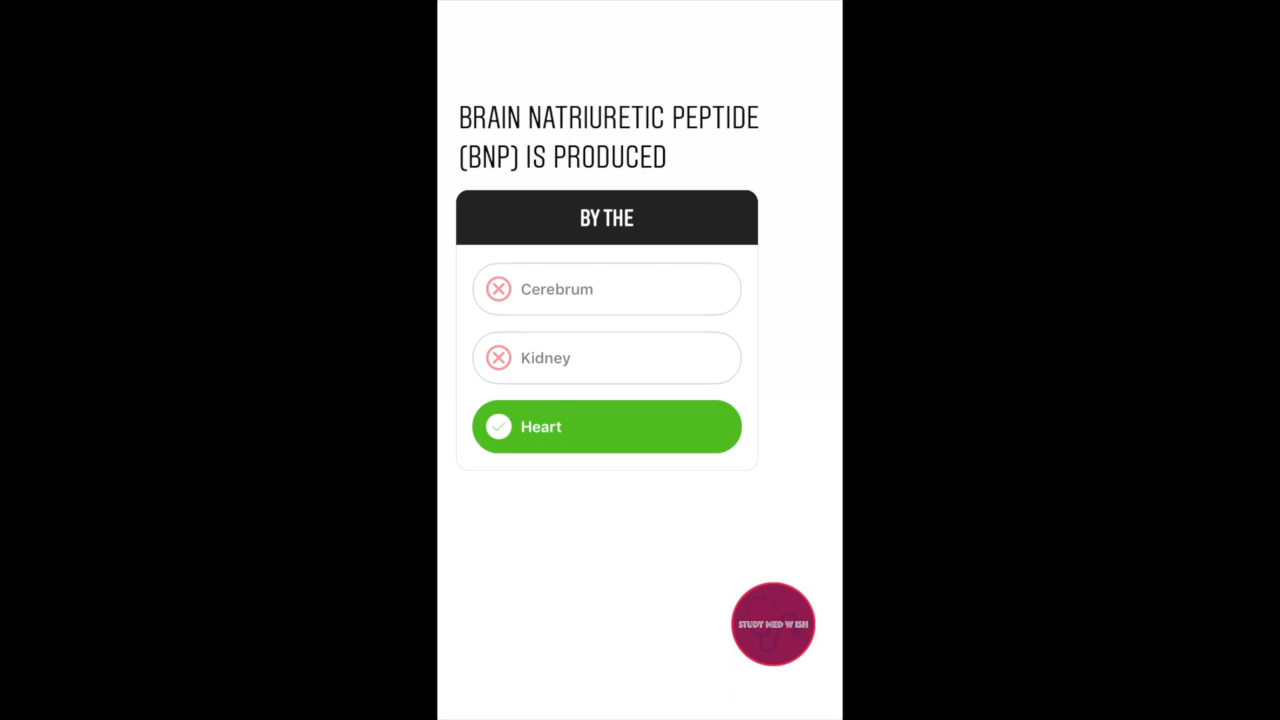 BRAIN NATRIURETIC PEPTIDE
(BNP) IS PRODUCED
BY THE
Cerebrum
Kidney
Heart
STUDY MED W ISH